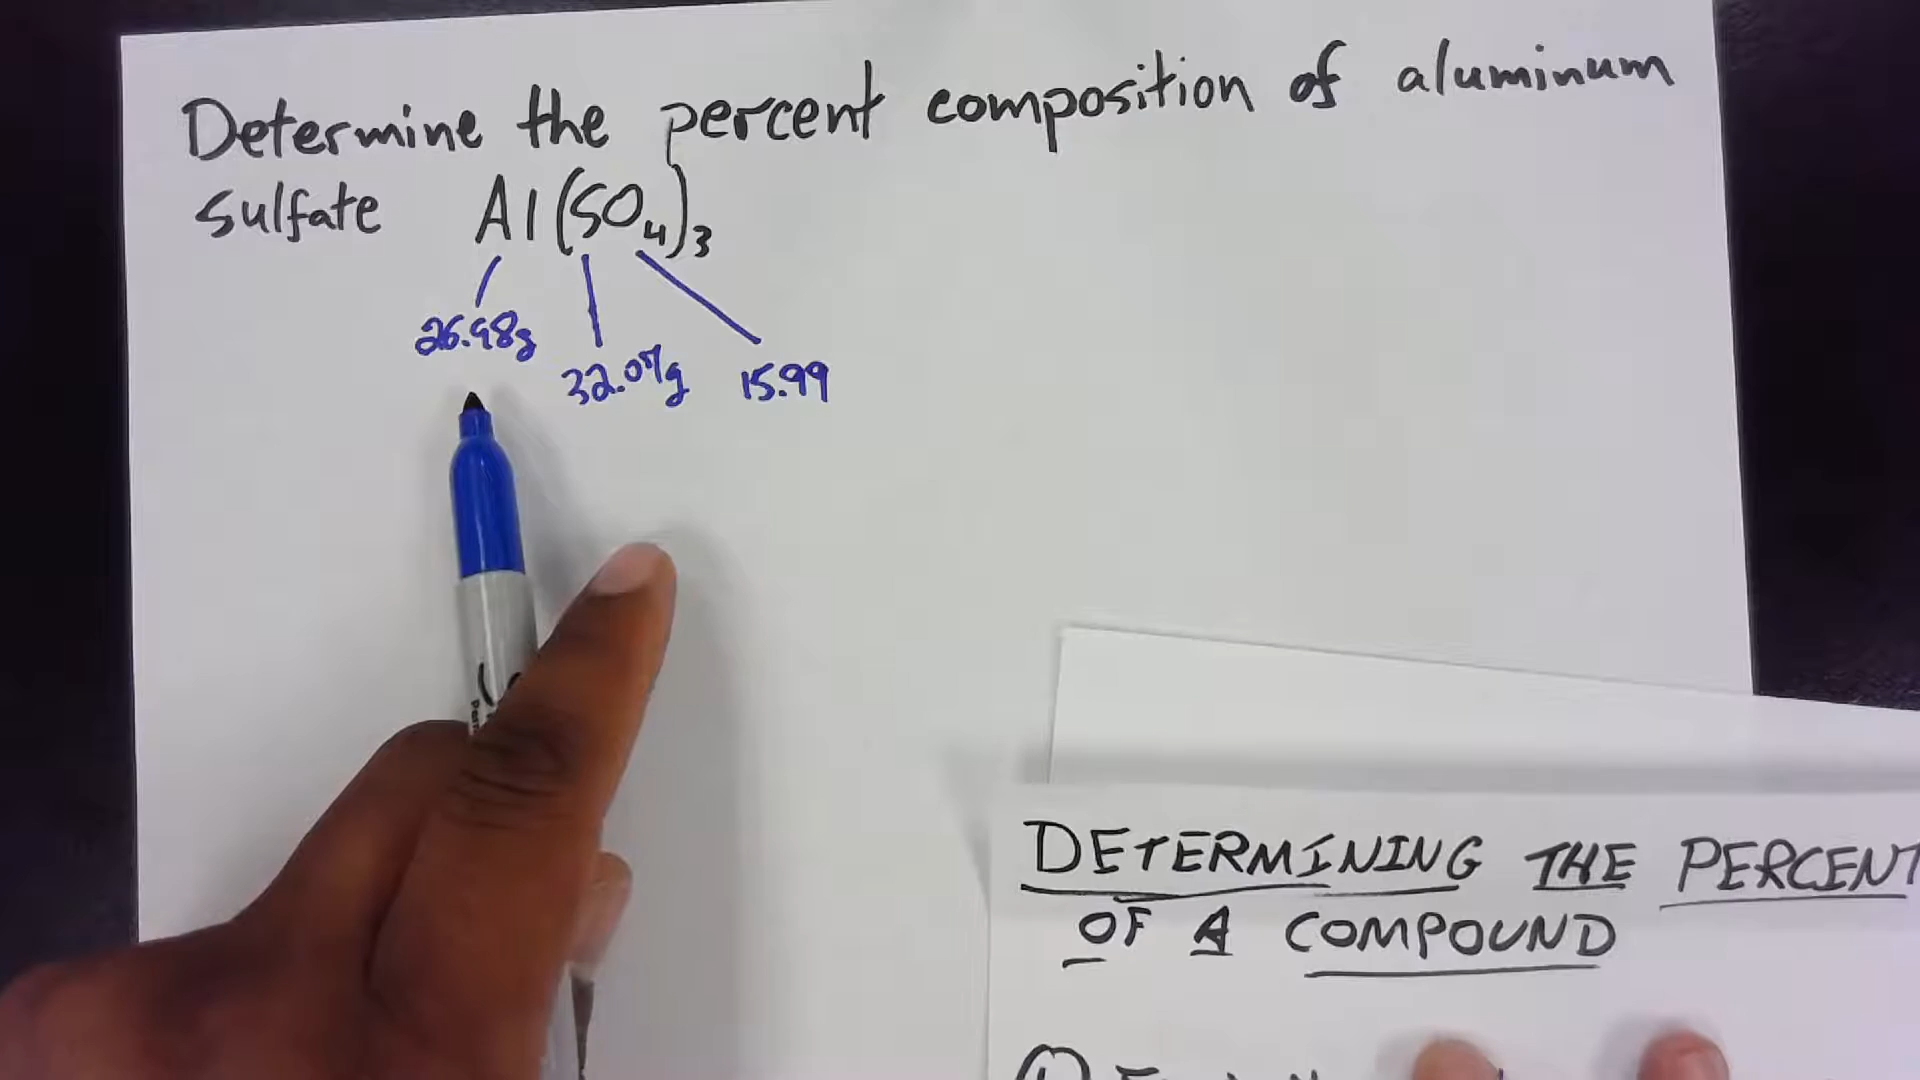 Determine the percent composition of aluminum
sulfate Al(SO₄)₃
26.98g
32.07g 15.99
DETERMINING THE PERCENT
OF A COMPOUND